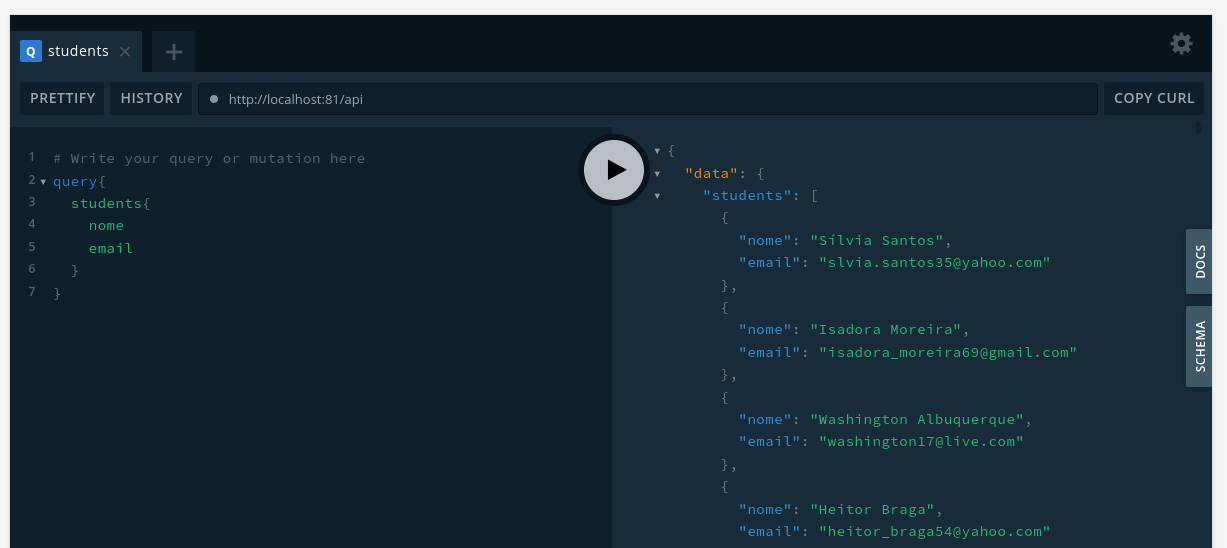 Q students ×
PRETTIFY HISTORY http://localhost:81/api COPY CURL
1 # Write your query or mutation here
2 query{
3 students{
4 nome
5 email
6 }
7 }
{
"data": {
"students": [
{
"nome": "Sílvia Santos",
"email": "slvia.santos35@yahoo.com"
},
{
"nome": "Isadora Moreira",
"email": "isadora_moreira69@gmail.com"
},
{
"nome": "Washington Albuquerque",
"email": "washington17@live.com"
},
{
"nome": "Heitor Braga",
"email": "heitor_braga54@yahoo.com"
DOCS
SCHEMA